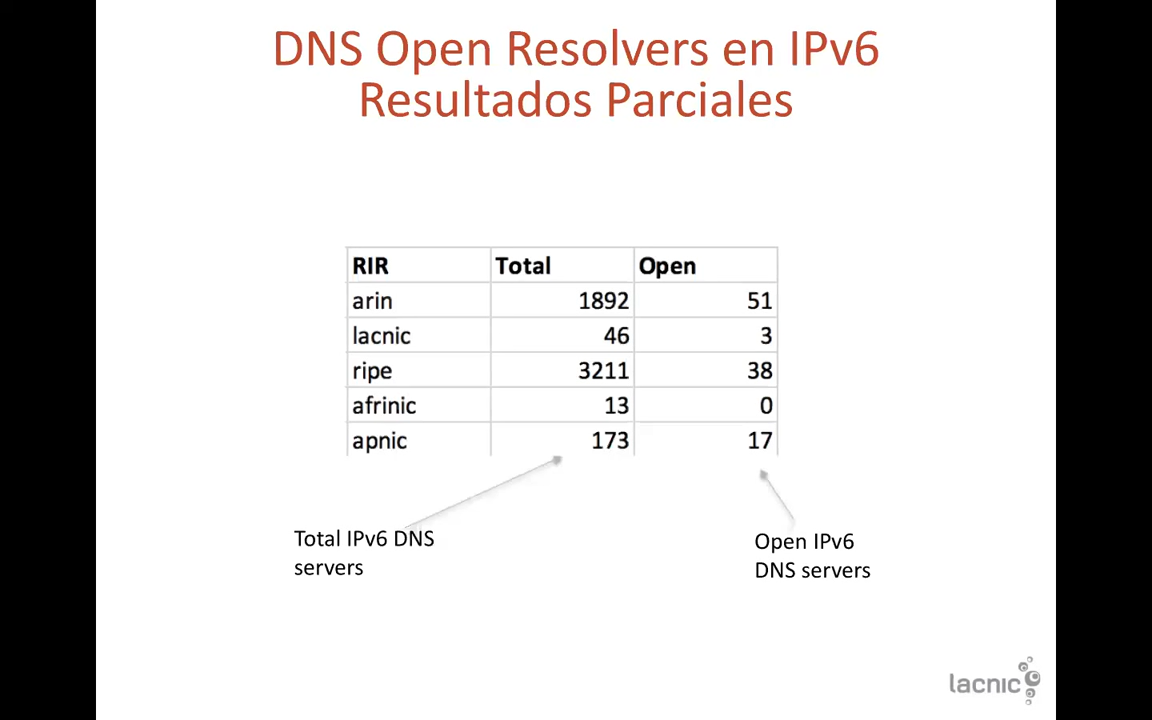 DNS Open Resolvers en IPv6
Resultados Parciales
RIR Total Open
arin 1892 51
lacnic 46 3
ripe 3211 38
afrinic 13 0
apnic 173 17
Total IPv6 DNS
servers
Open IPv6
DNS servers
lacnic